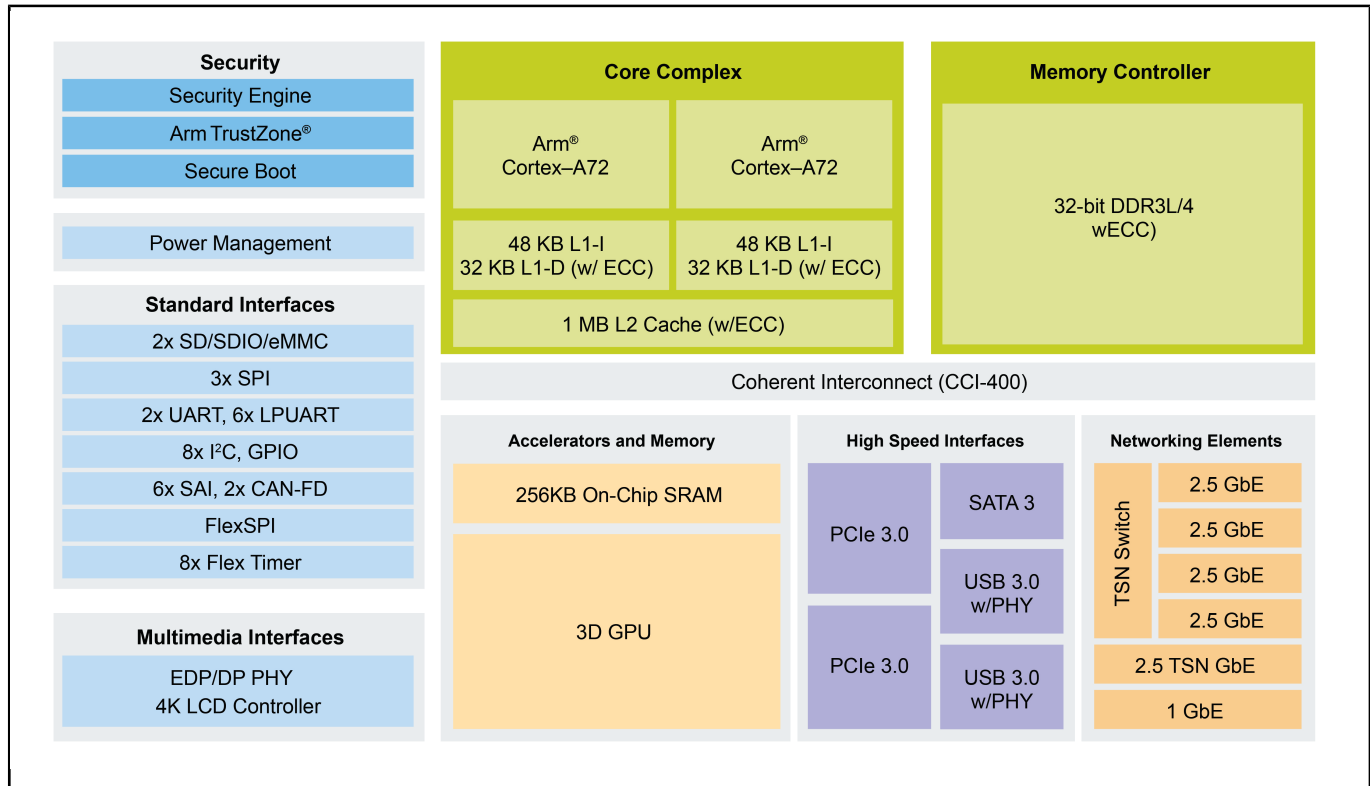 Security
Security Engine
Arm TrustZone®
Secure Boot
Power Management
Standard Interfaces
2x SD/SDIO/eMMC
3x SPI
2x UART, 6x LPUART
8x I²C, GPIO
6x SAI, 2x CAN-FD
FlexSPI
8x Flex Timer
Multimedia Interfaces
EDP/DP PHY
4K LCD Controller
Core Complex
Arm®
Cortex–A72
Arm®
Cortex–A72
48 KB L1-I
32 KB L1-D (w/ ECC)
48 KB L1-I
32 KB L1-D (w/ ECC)
1 MB L2 Cache (w/ECC)
Memory Controller
32-bit DDR3L/4
wECC)
Coherent Interconnect (CCI-400)
Accelerators and Memory
256KB On-Chip SRAM
3D GPU
High Speed Interfaces
PCIe 3.0
PCIe 3.0
SATA 3
USB 3.0
w/PHY
USB 3.0
w/PHY
Networking Elements
TSN Switch
2.5 GbE
2.5 GbE
2.5 GbE
2.5 GbE
2.5 TSN GbE
1 GbE